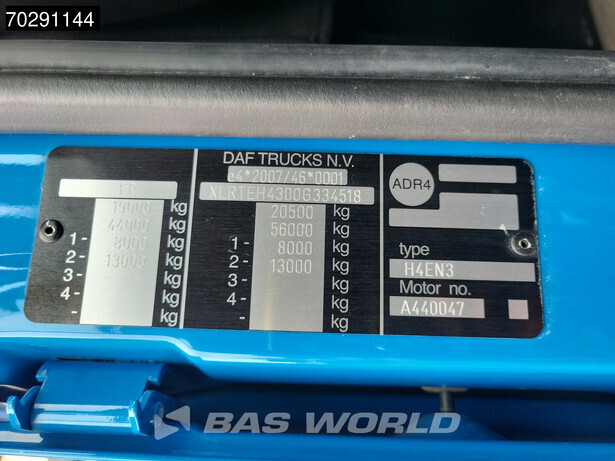 70291144
DAF TRUCKS N.V.
e4*2007/46*0001
XLRTEH4300G334518
19000 kg
44000 kg
1- 8000 kg
2- 13000 kg
3- kg
4- kg
- kg
20500 kg
56000 kg
1- 8000 kg
2- 13000 kg
3- kg
4- kg
- kg
ADR4
type
H4EN3
Motor no.
A440047
BAS WORLD